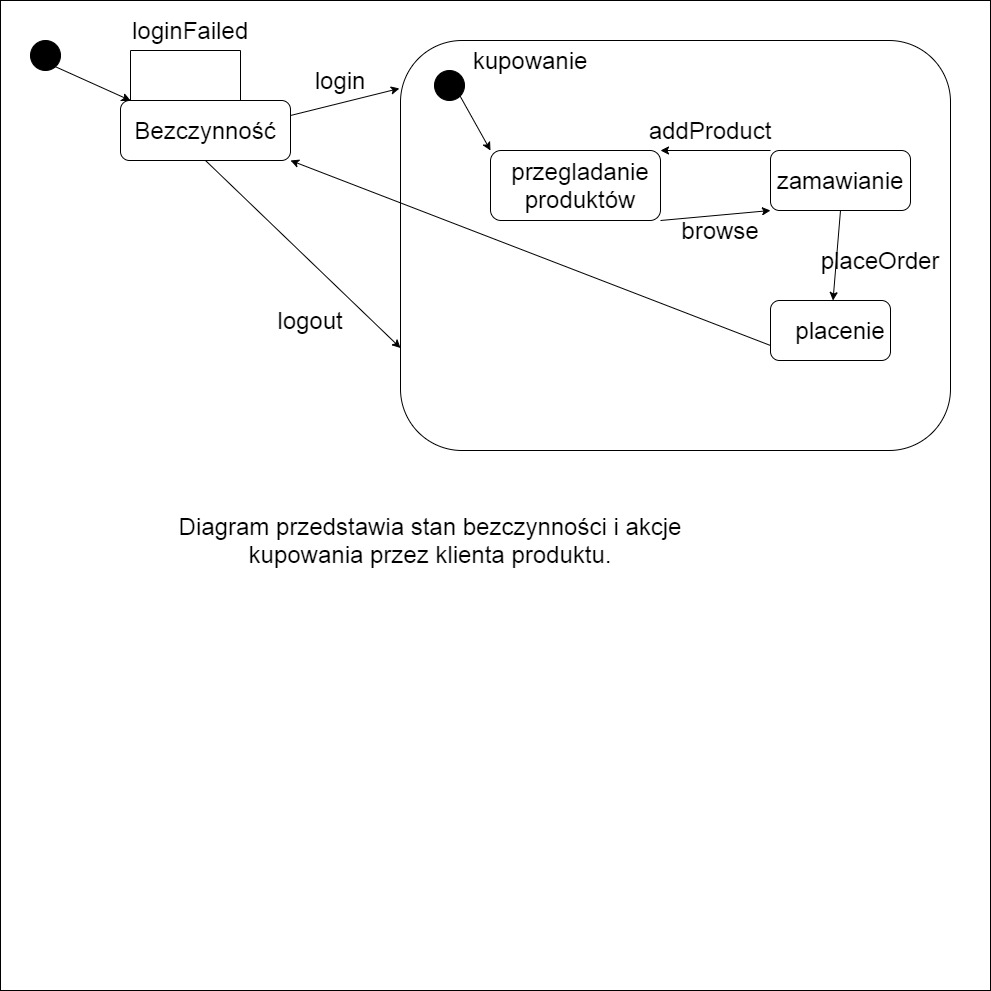 loginFailed
kupowanie
login
Bezczynność
addProduct
przegladanie
produktów
zamawianie
browse
placeOrder
logout
placenie
Diagram przedstawia stan bezczynności i akcje
kupowania przez klienta produktu.